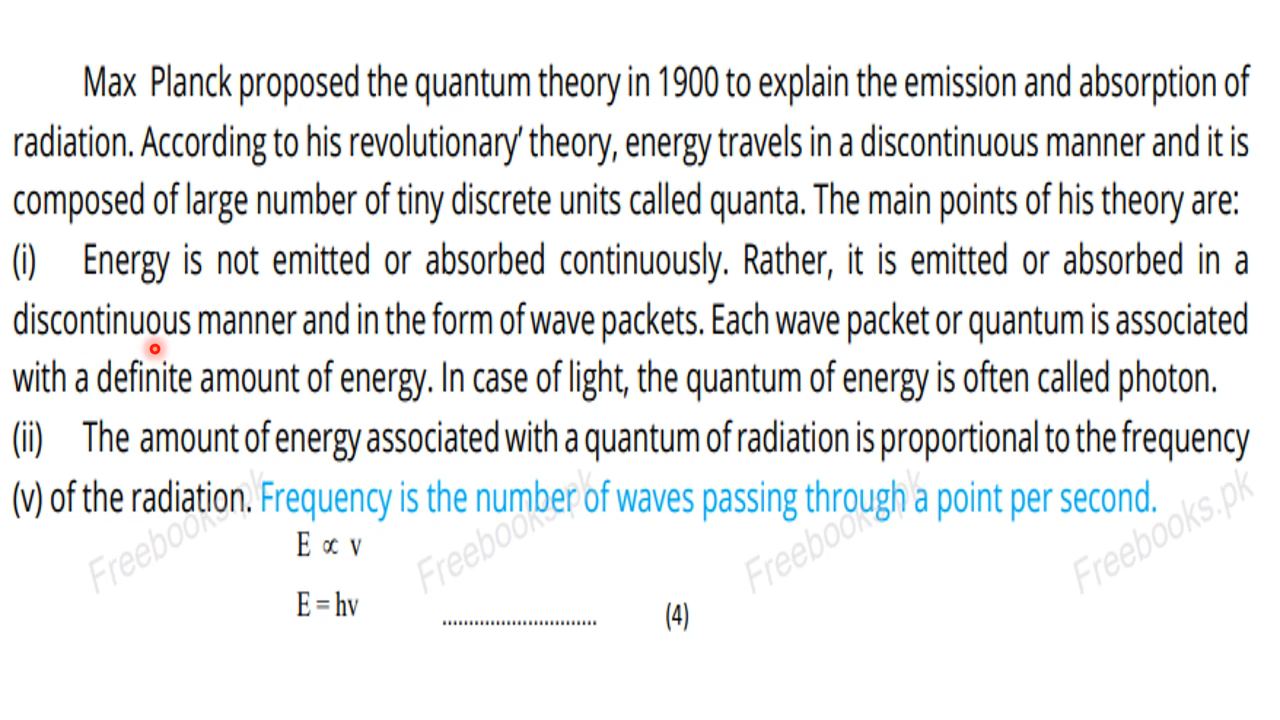 Max Planck proposed the quantum theory in 1900 to explain the emission and absorption of
radiation. According to his revolutionary’ theory, energy travels in a discontinuous manner and it is
composed of large number of tiny discrete units called quanta. The main points of his theory are:
(i) Energy is not emitted or absorbed continuously. Rather, it is emitted or absorbed in a
discontinuous manner and in the form of wave packets. Each wave packet or quantum is associated
with a definite amount of energy. In case of light, the quantum of energy is often called photon.
(ii) The amount of energy associated with a quantum of radiation is proportional to the frequency
(v) of the radiation. Frequency is the number of waves passing through a point per second.
E ∝ v
E = hv ............................. (4)
Freebooks.pk Freebooks.pk Freebooks.pk Freebooks.pk